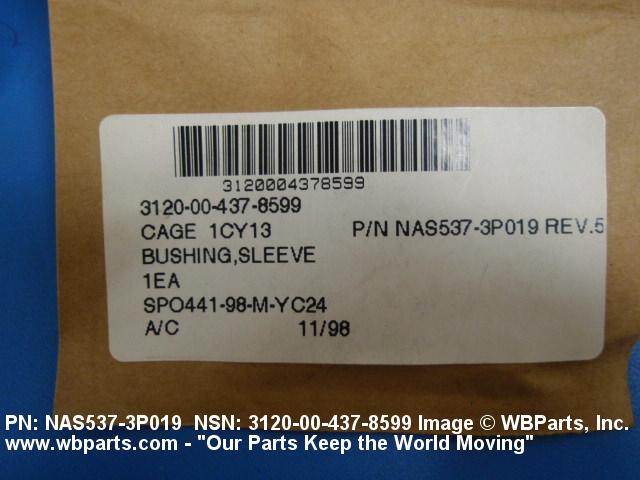 3120004378599
3120-00-437-8599
CAGE 1CY13 P/N NAS537-3P019 REV.5
BUSHING,SLEEVE
1EA
SPO441-98-M-YC24
A/C 11/98
PN: NAS537-3P019 NSN: 3120-00-437-8599 Image © WBParts, Inc.
www.wbparts.com - "Our Parts Keep the World Moving"